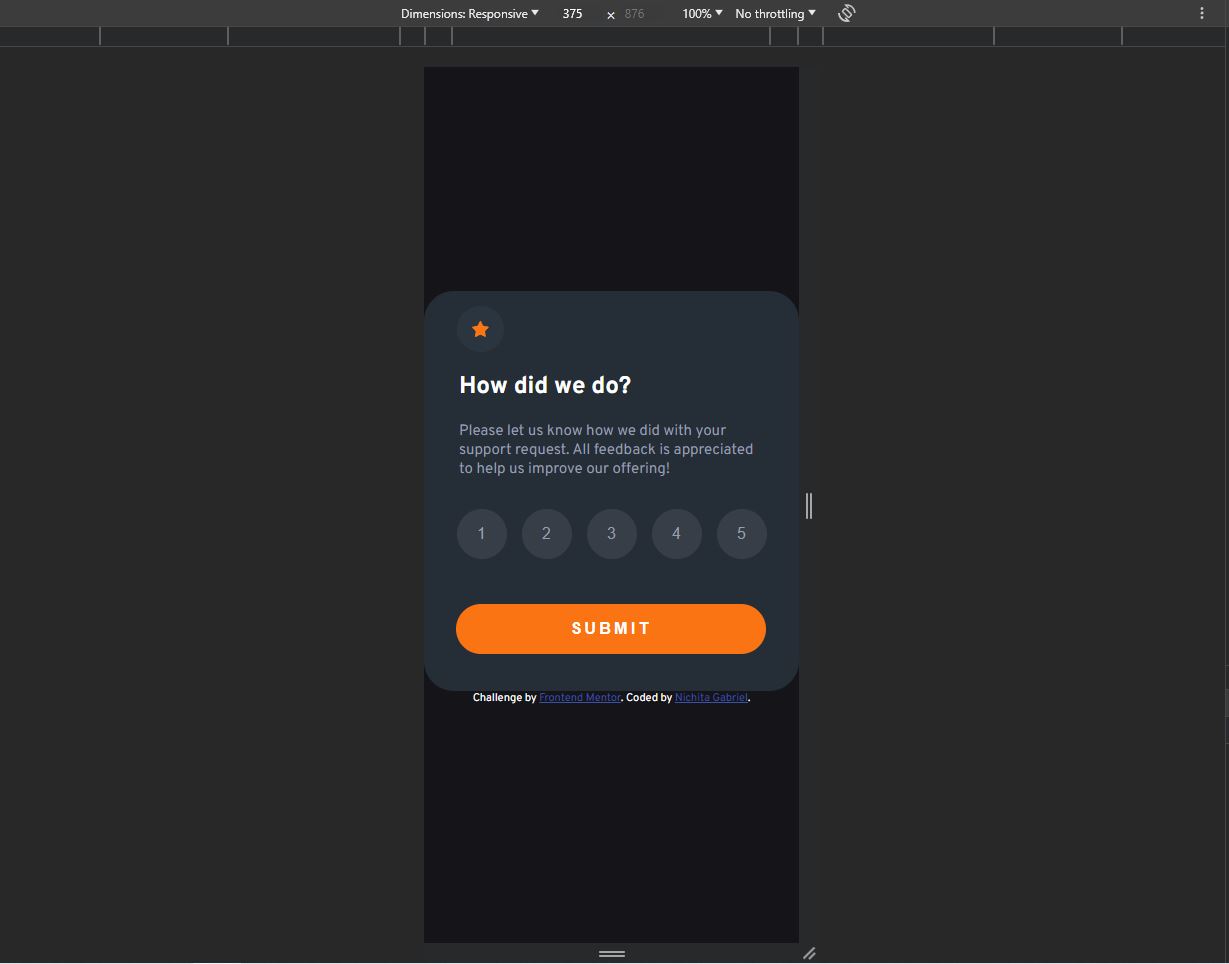 Dimensions: Responsive 375 x 876 100% No throttling
How did we do?
Please let us know how we did with your
support request. All feedback is appreciated
to help us improve our offering!
1 2 3 4 5
SUBMIT
Challenge by Frontend Mentor. Coded by Nichita Gabriel.